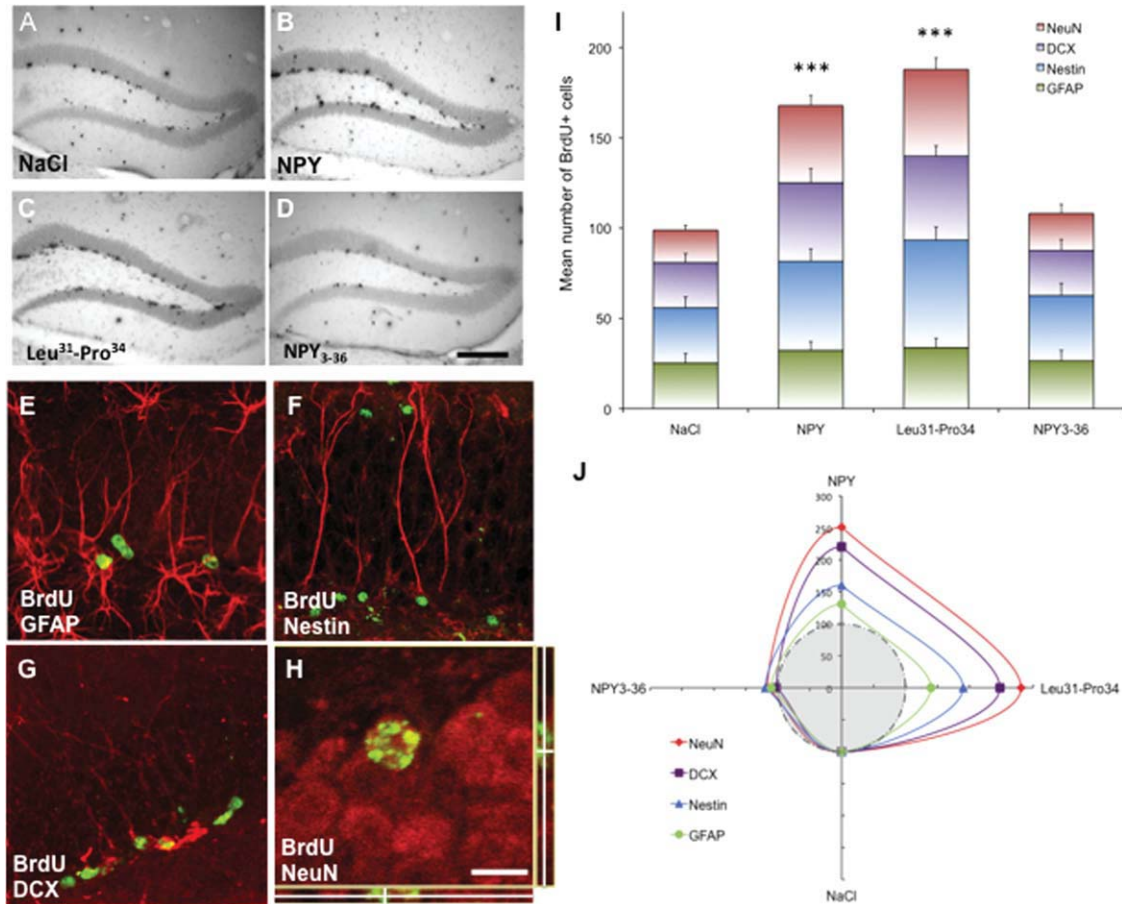 A
NaCl
B
NPY
C
Leu31-Pro34
D
NPY3-36
E
BrdU
GFAP
F
BrdU
Nestin
G
BrdU
DCX
H
BrdU
NeuN
I
Mean number of BrdU+ cells
200
150
100
50
0
***
***
NeuN
DCX
Nestin
GFAP
NaCl
NPY
Leu31-Pro34
NPY3-36
J
NPY
300
250
200
150
100
50
0
NPY3-36
Leu31-Pro34
NeuN
DCX
Nestin
GFAP
NaCl